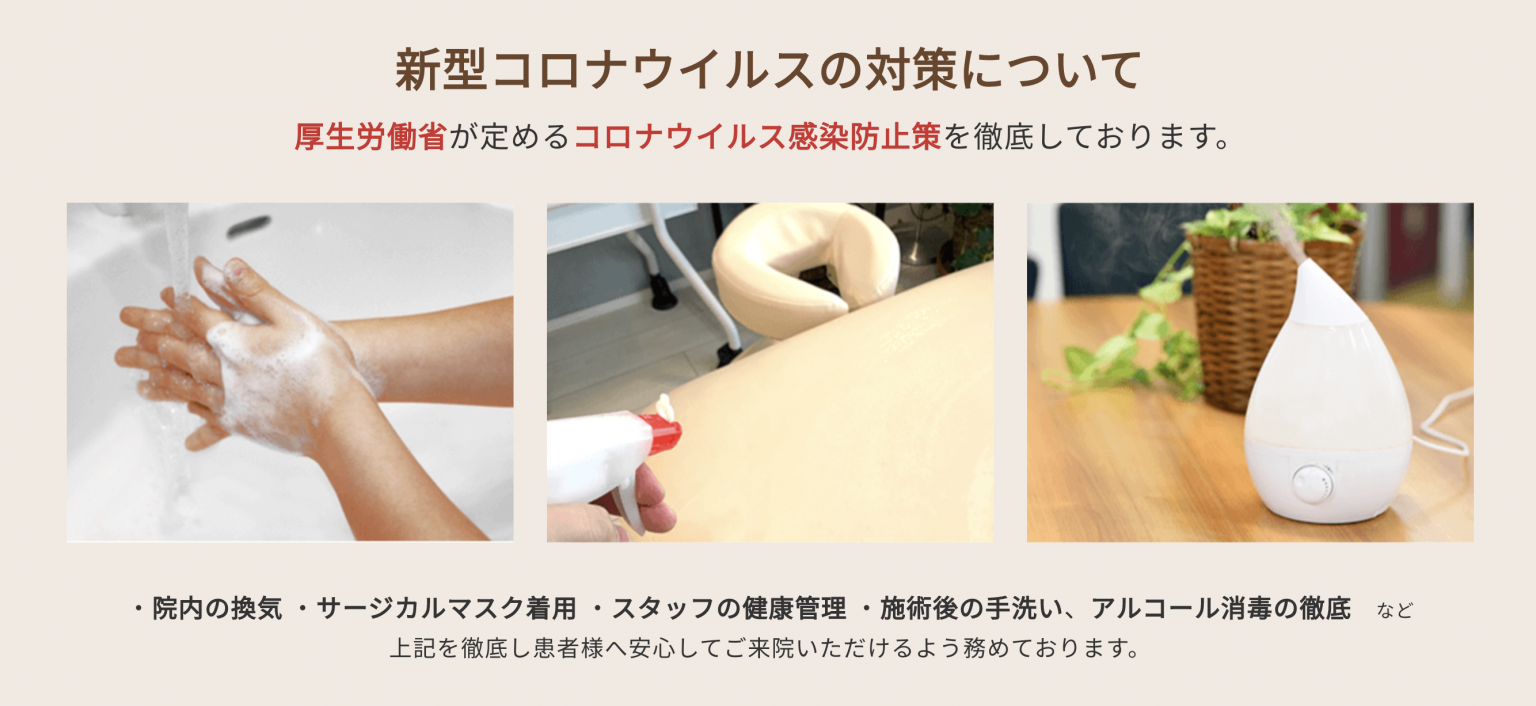 新型コロナウイルスの対策について
厚生労働省が定めるコロナウイルス感染防止策を徹底しております。
・院内の換気 ・サージカルマスク着用 ・スタッフの健康管理 ・施術後の手洗い、アルコール消毒の徹底 など
上記を徹底し患者様へ安心してご来院いただけるよう務めております。